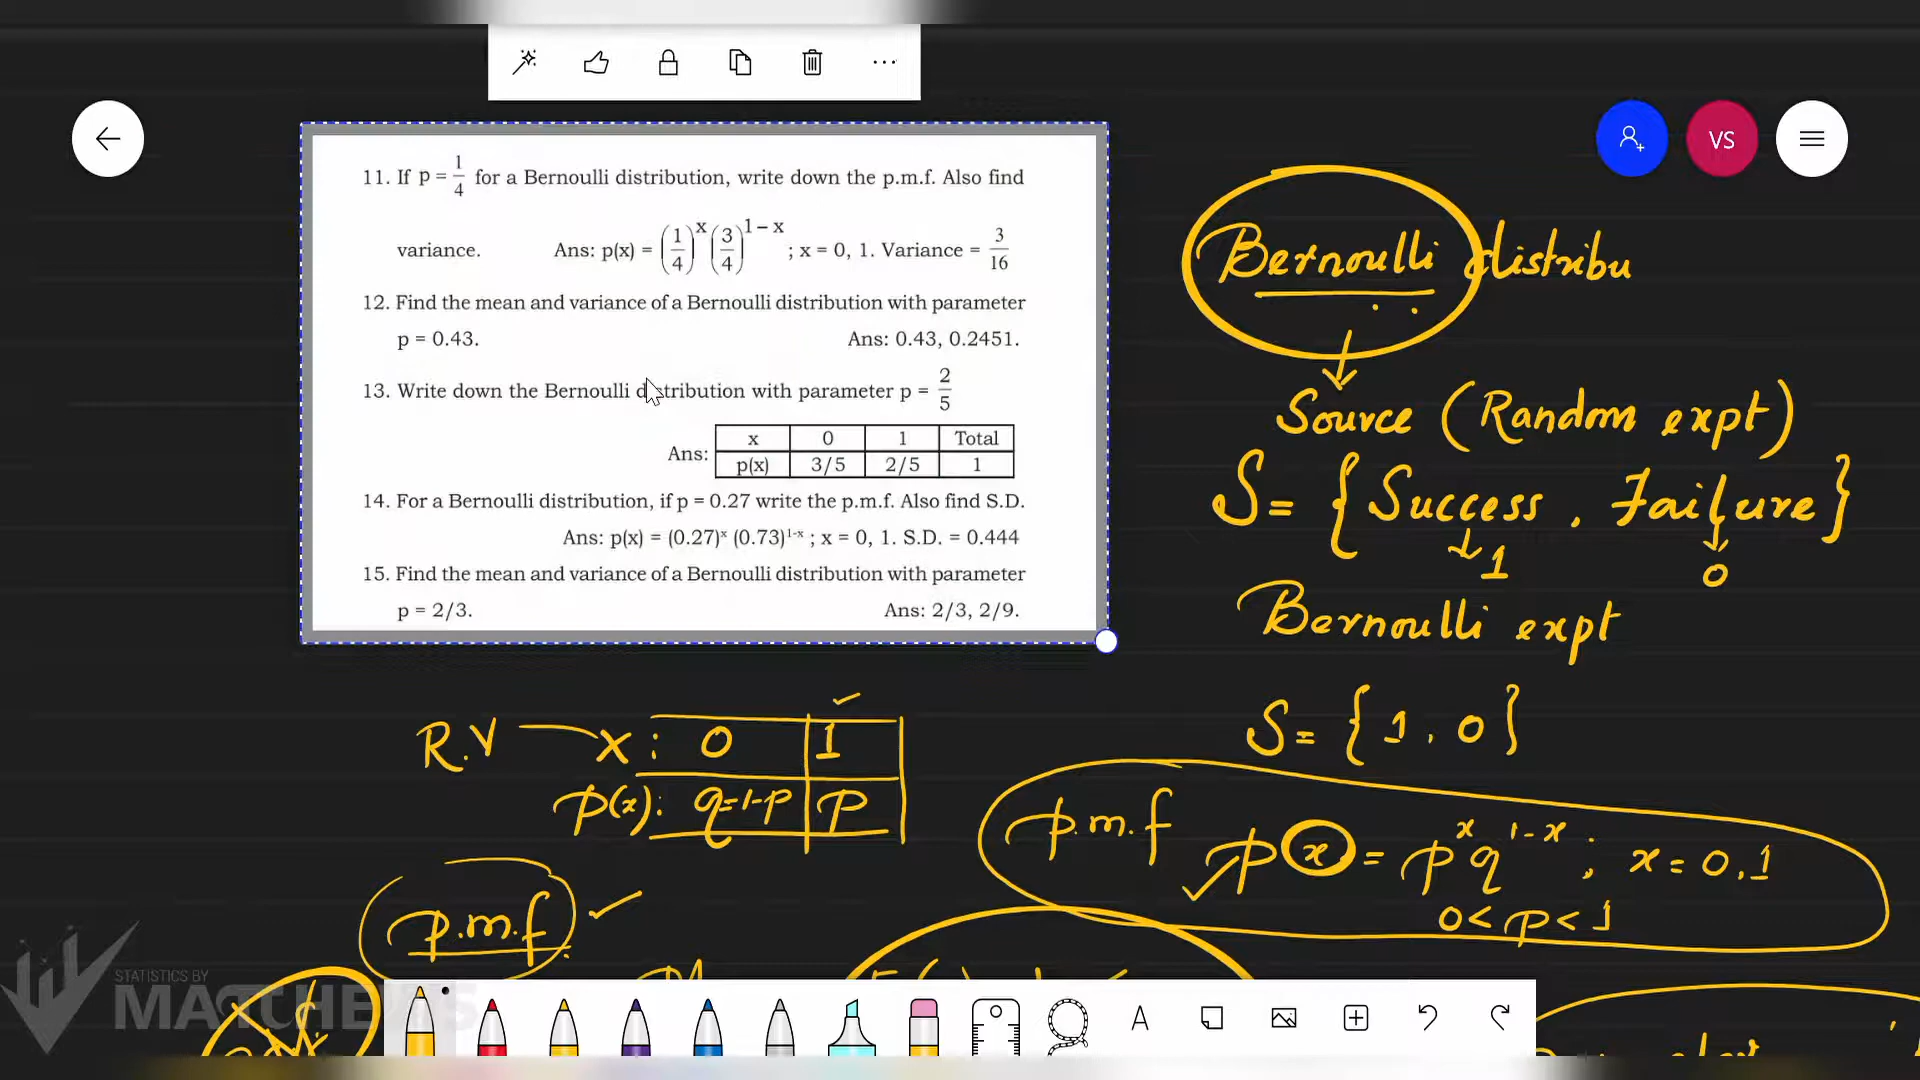 VS
11. If p = 1/4 for a Bernoulli distribution, write down the p.m.f. Also find
variance. Ans: p(x) = (1/4)^x (3/4)^(1 – x) ; x = 0, 1. Variance = 3/16
12. Find the mean and variance of a Bernoulli distribution with parameter
p = 0.43. Ans: 0.43, 0.2451.
13. Write down the Bernoulli distribution with parameter p = 2/5
Ans: x 0 1 Total
p(x) 3/5 2/5 1
14. For a Bernoulli distribution, if p = 0.27 write the p.m.f. Also find S.D.
Ans: p(x) = (0.27)^x (0.73)^(1-x) ; x = 0, 1. S.D. = 0.444
15. Find the mean and variance of a Bernoulli distribution with parameter
p = 2/3. Ans: 2/3, 2/9.
Bernoulli distribu
Source (Random expt)
S = { Success , Failure }
1 0
Bernoulli expt
S = { 1, 0 }
R.V X : 0 1
p(x): q=1-p p
p.m.f p(x) = p^x q^(1-x) ; x = 0,1
0 < p < 1
p.m.f
STATISTICS BY
A